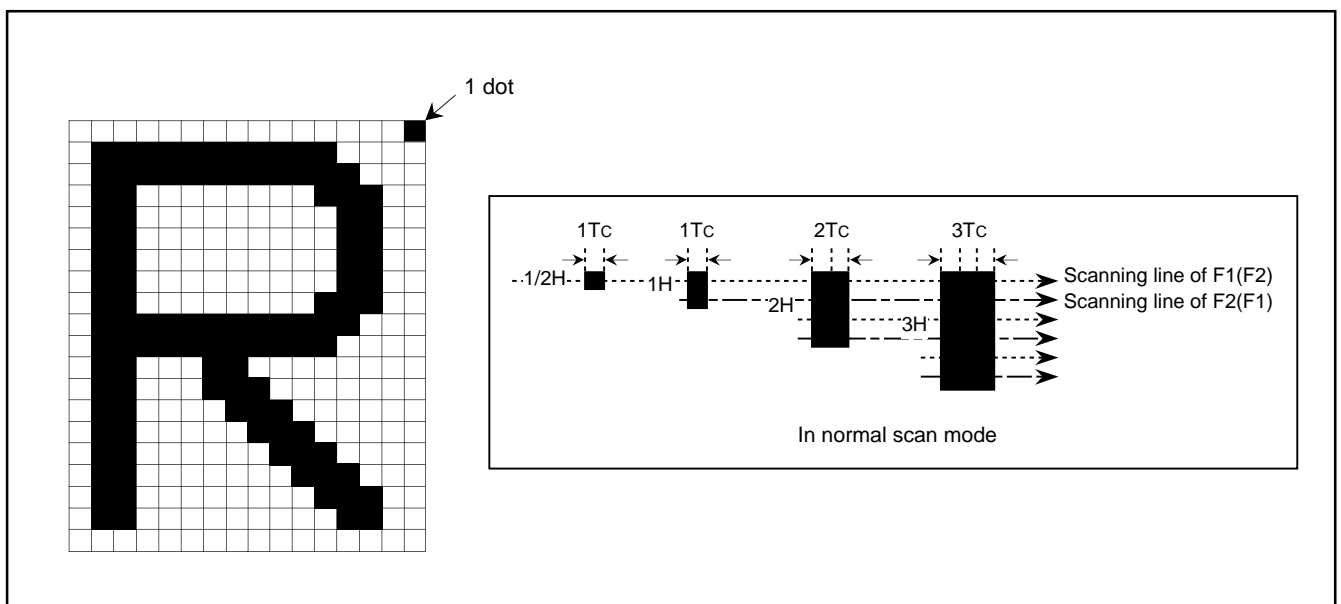 1 dot
1Tc 1Tc 2Tc 3Tc
1/2H 1H Scanning line of F1(F2)
2H Scanning line of F2(F1)
3H
In normal scan mode